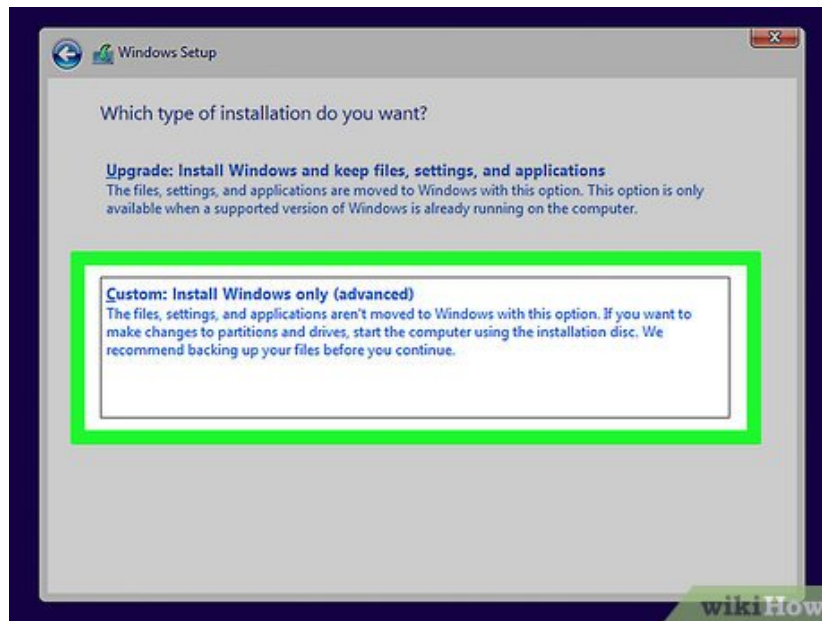 Windows Setup
Which type of installation do you want?
Upgrade: Install Windows and keep files, settings, and applications
The files, settings, and applications are moved to Windows with this option. This option is only
available when a supported version of Windows is already running on the computer.
Custom: Install Windows only (advanced)
The files, settings, and applications aren't moved to Windows with this option. If you want to
make changes to partitions and drives, start the computer using the installation disc. We
recommend backing up your files before you continue.
wikiHow